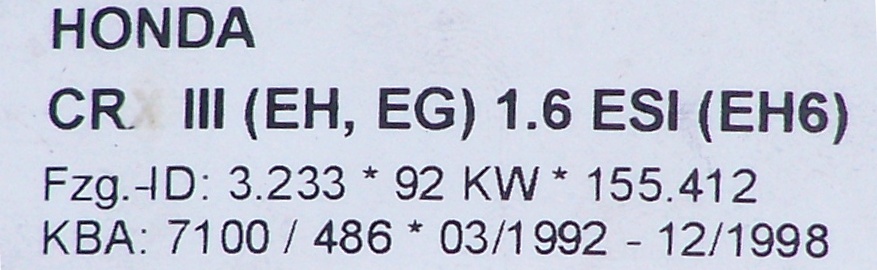 HONDA
CRX III (EH, EG) 1.6 ESI (EH6)
Fzg.-ID: 3.233 * 92 KW * 155.412
KBA: 7100 / 486 * 03/1992 - 12/1998